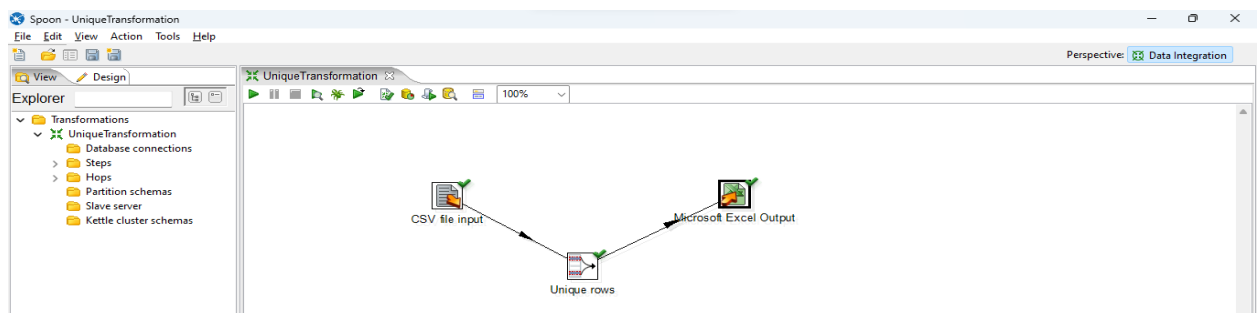 Spoon - UniqueTransformation
File Edit View Action Tools Help
Perspective: Data Integration
View Design
UniqueTransformation
Explorer
100%
Transformations
UniqueTransformation
Database connections
Steps
Hops
Partition schemas
Slave server
Kettle cluster schemas
CSV file input
Microsoft Excel Output
Unique rows